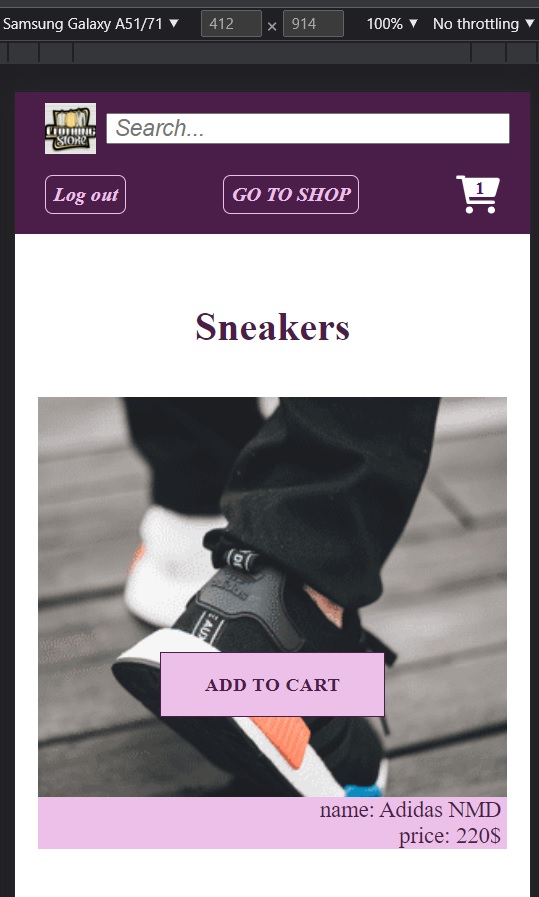 Samsung Galaxy A51/71 ▼ 412 × 914 100% ▼ No throttling ▼
CLOTHING
STORE
Search...
Log out
GO TO SHOP
1
Sneakers
ADD TO CART
name: Adidas NMD
price: 220$